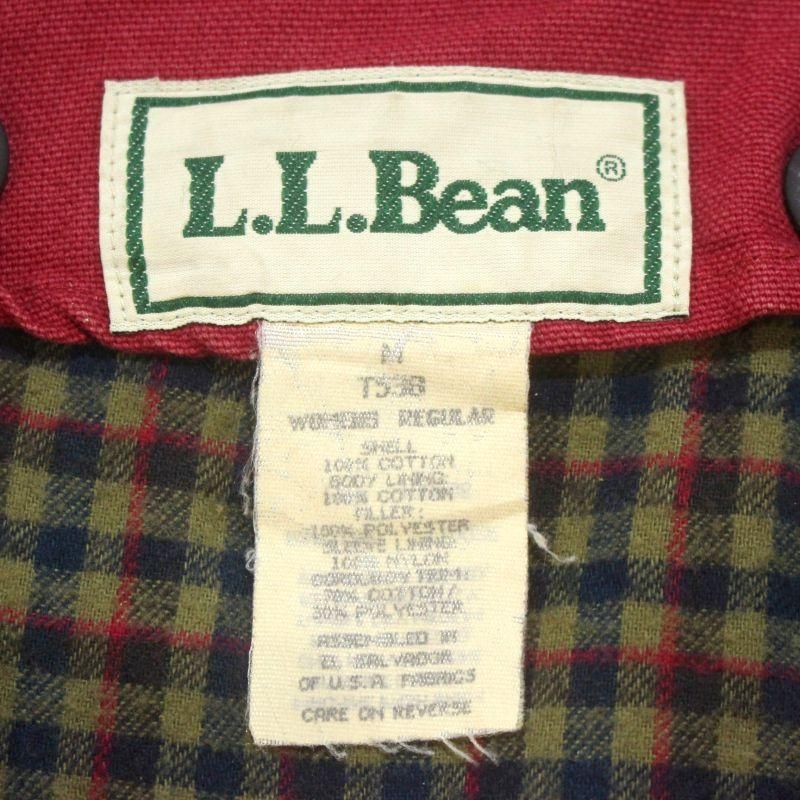 L.L.Bean®
M
T53B
WOMENS REGULAR
SHELL
100% COTTON
BODY LINING:
100% COTTON
FILLER:
100% POLYESTER
SLEEVE LINING:
100% NYLON
CORDUROY TRIM:
70% COTTON/
30% POLYESTER
ASSEMBLED IN
EL SALVADOR
OF U.S.A FABRICS
CARE ON REVERSE